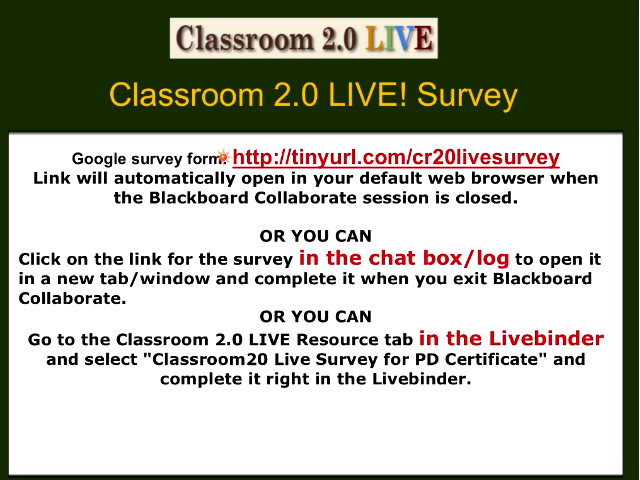 Classroom 2.0 LIVE
Classroom 2.0 LIVE! Survey
Google survey form: http://tinyurl.com/cr20livesurvey
Link will automatically open in your default web browser when
the Blackboard Collaborate session is closed.
OR YOU CAN
Click on the link for the survey in the chat box/log to open it
in a new tab/window and complete it when you exit Blackboard
Collaborate.
OR YOU CAN
Go to the Classroom 2.0 LIVE Resource tab in the Livebinder
and select "Classroom20 Live Survey for PD Certificate" and
complete it right in the Livebinder.